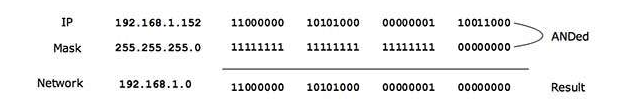 IP 192.168.1.152 11000000 10101000 00000001 10011000
ANDed
Mask 255.255.255.0 11111111 11111111 11111111 00000000
Network 192.168.1.0 11000000 10101000 00000001 00000000 Result